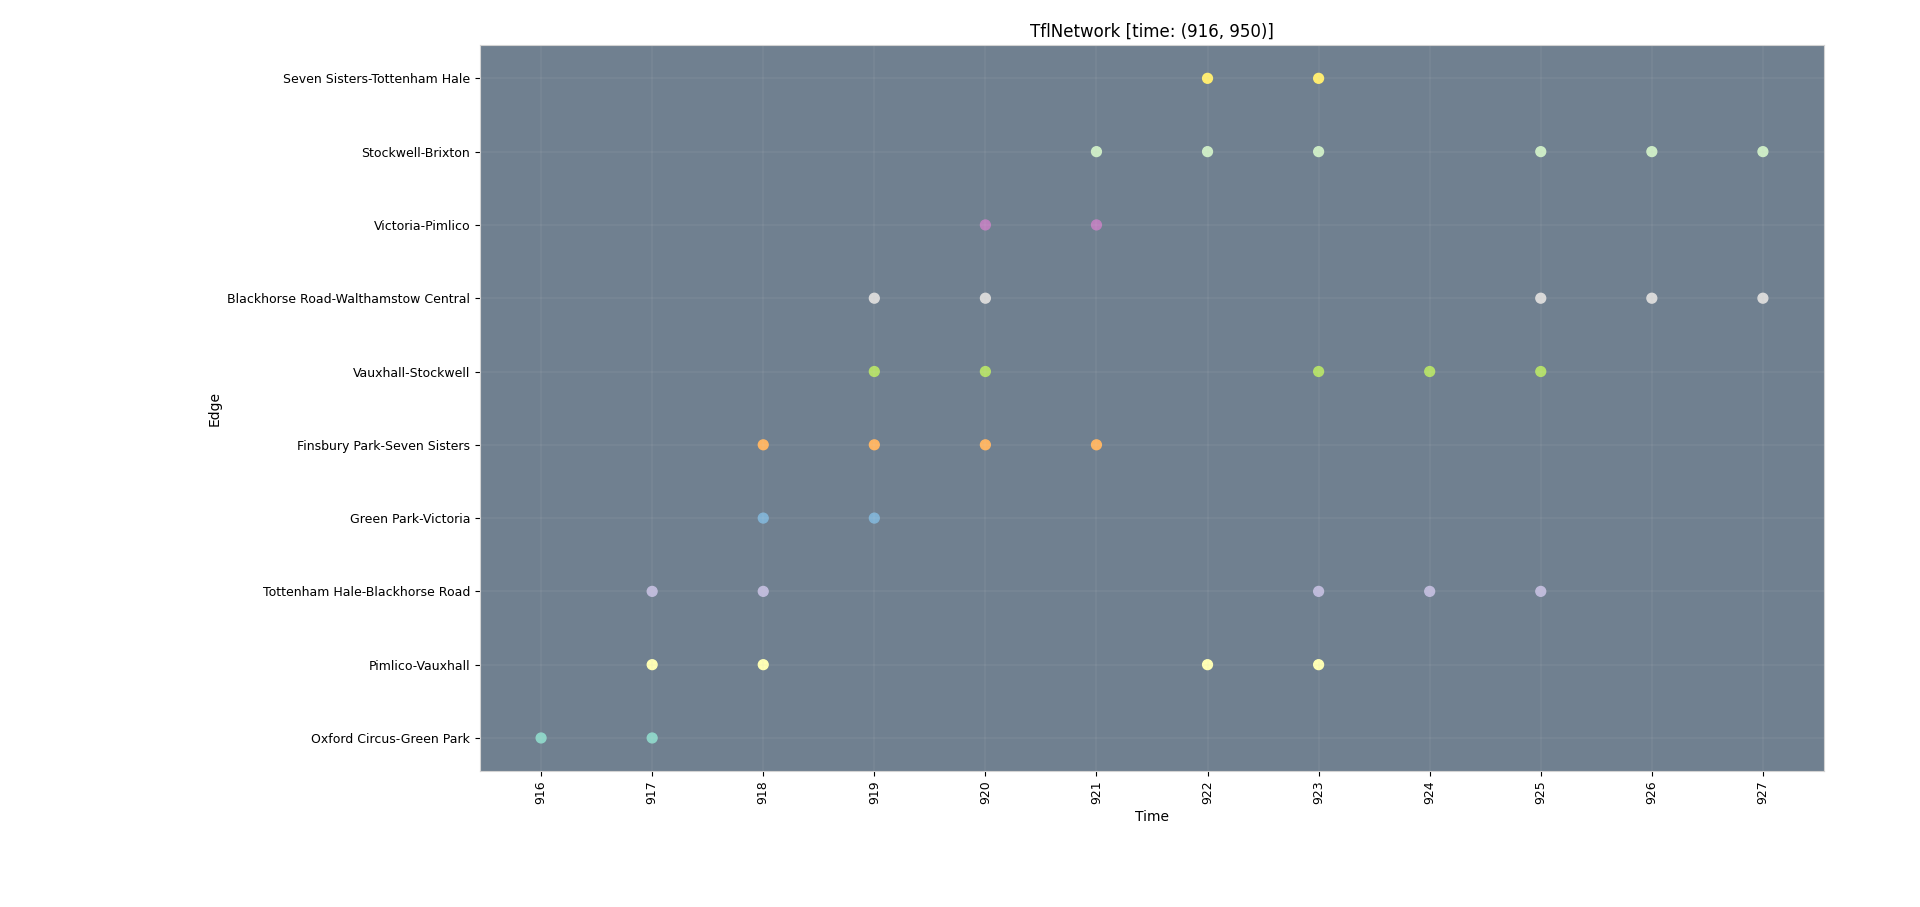 TflNetwork [time: (916, 950)]
Seven Sisters-Tottenham Hale
Stockwell-Brixton
Victoria-Pimlico
Blackhorse Road-Walthamstow Central
Vauxhall-Stockwell
Edge
Finsbury Park-Seven Sisters
Green Park-Victoria
Tottenham Hale-Blackhorse Road
Pimlico-Vauxhall
Oxford Circus-Green Park
916 917 918 919 920 921 922 923 924 925 926 927
Time